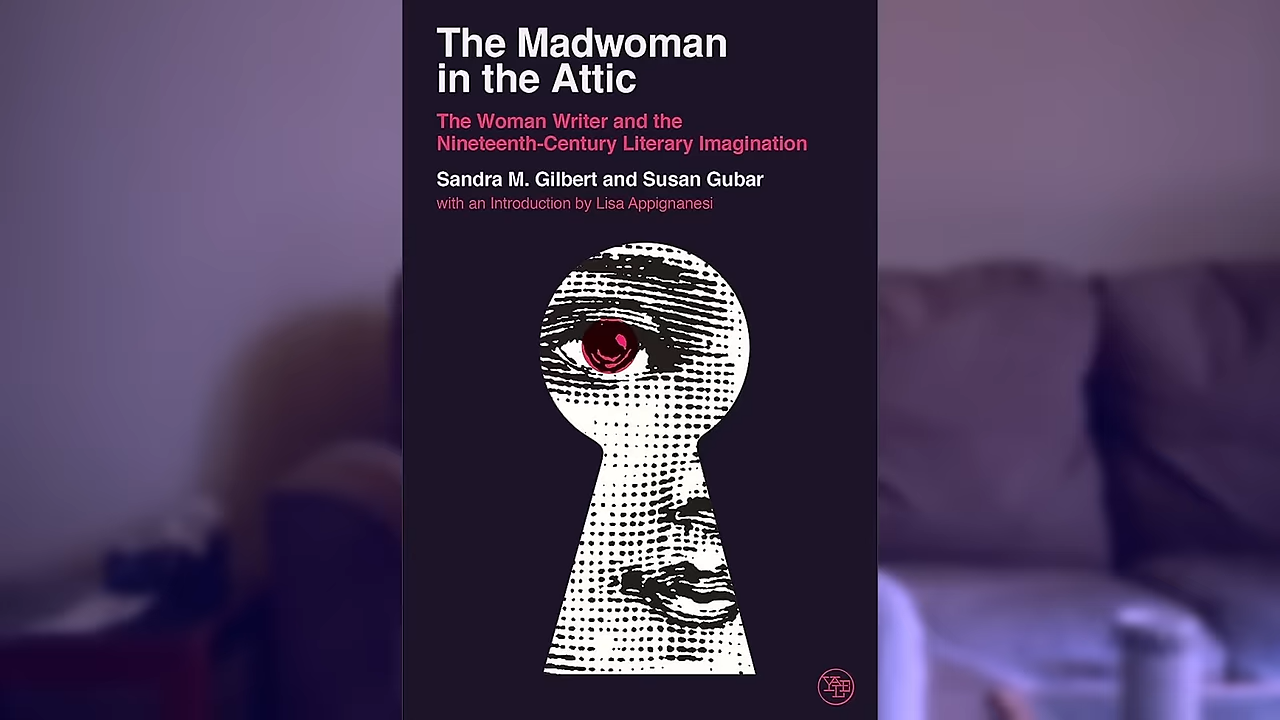 The Madwoman
in the Attic
The Woman Writer and the
Nineteenth-Century Literary Imagination
Sandra M. Gilbert and Susan Gubar
with an Introduction by Lisa Appignanesi
YALE